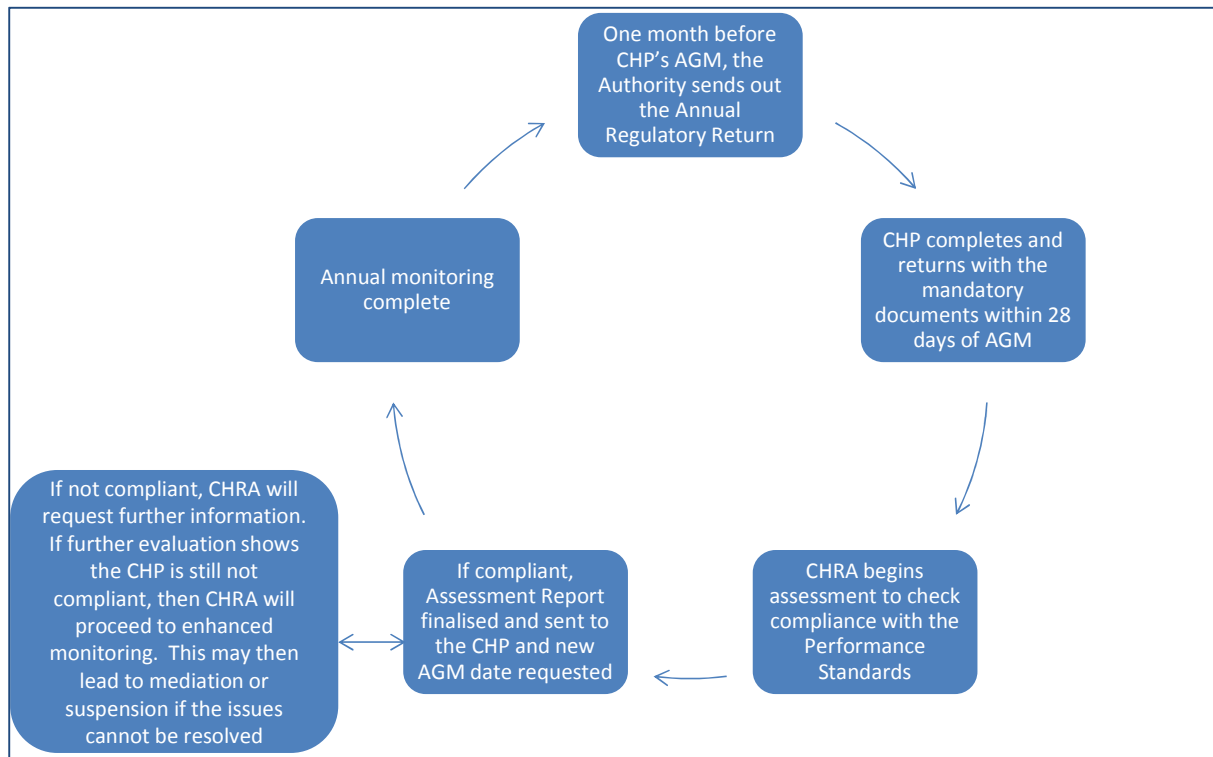 One month before
CHP’s AGM, the
Authority sends out
the Annual
Regulatory Return
CHP completes and
returns with the
mandatory
documents within 28
days of AGM
CHRA begins
assessment to check
compliance with the
Performance
Standards
If compliant,
Assessment Report
finalised and sent to
the CHP and new
AGM date requested
If not compliant, CHRA will
request further information.
If further evaluation shows
the CHP is still not
compliant, then CHRA will
proceed to enhanced
monitoring.  This may then
lead to mediation or
suspension if the issues
cannot be resolved
Annual monitoring
complete